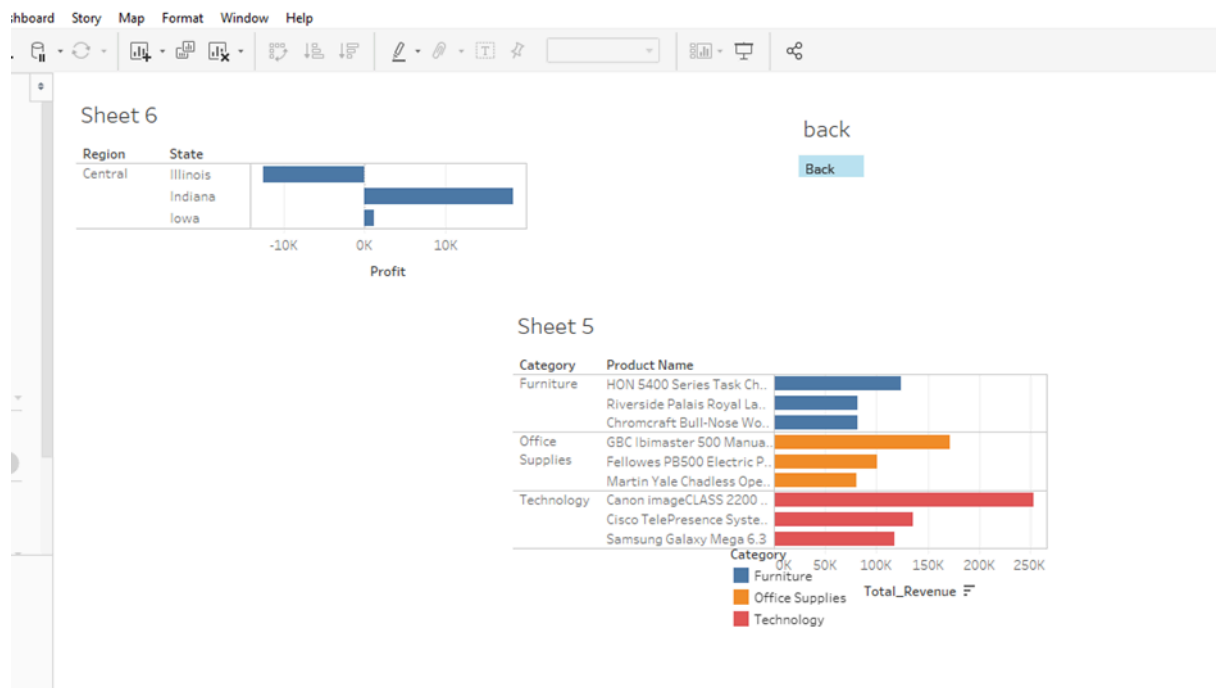 shboard Story Map Format Window Help
Sheet 6
back
Region State
Back
Central Illinois
Indiana
Iowa
-10K 0K 10K
Profit
Sheet 5
Category Product Name
Furniture HON 5400 Series Task Ch..
Riverside Palais Royal La..
Chromcraft Bull-Nose Wo..
Office Supplies GBC Ibimaster 500 Manua..
Fellowes PB500 Electric P..
Martin Yale Chadless Ope..
Technology Canon imageCLASS 2200 ..
Cisco TelePresence Syste..
Samsung Galaxy Mega 6.3
Category
0K 50K 100K 150K 200K 250K
Furniture
Total_Revenue
Office Supplies
Technology